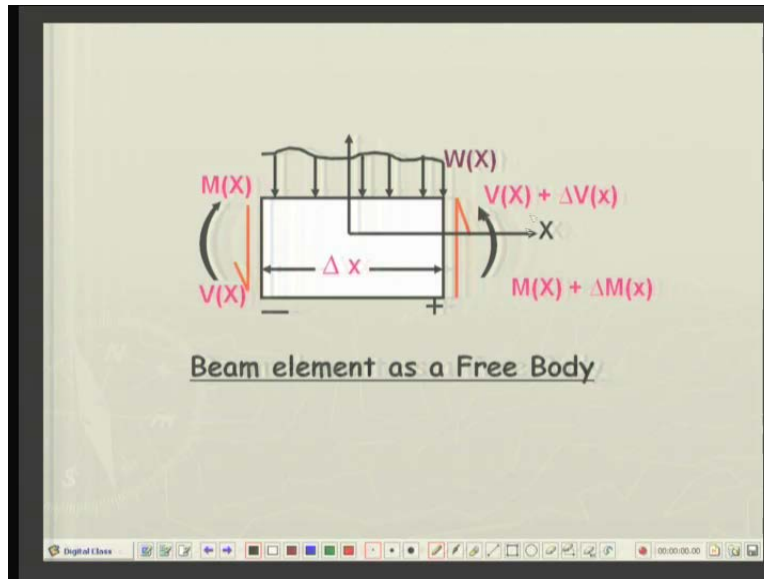 W(X)
M(X)
V(X) + ΔV(x)
X
Δ x
V(X)
M(X) + ΔM(x)
— +
Beam element as a Free Body
Digital Class
00:00:00.00